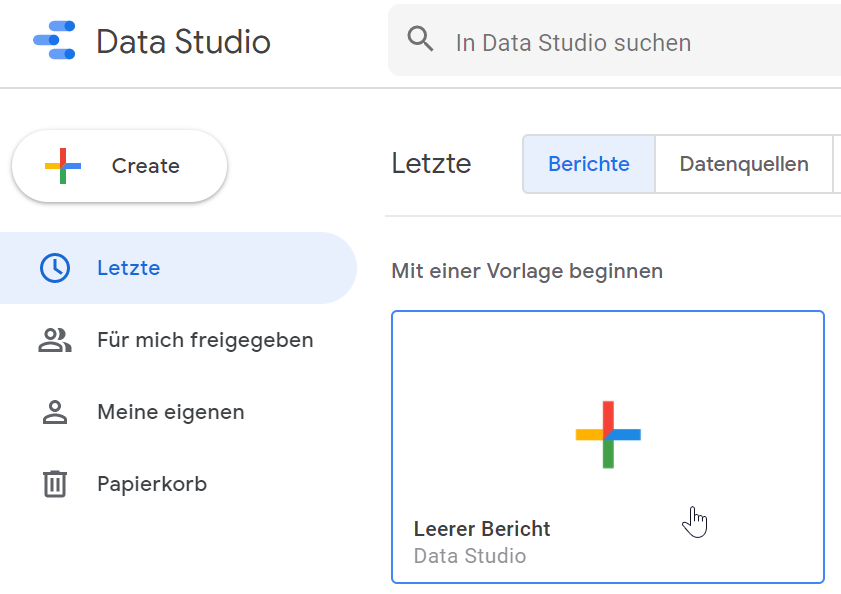 Data Studio
In Data Studio suchen
Create
Letzte
Für mich freigegeben
Meine eigenen
Papierkorb
Letzte
Berichte
Datenquellen
Mit einer Vorlage beginnen
Leerer Bericht
Data Studio